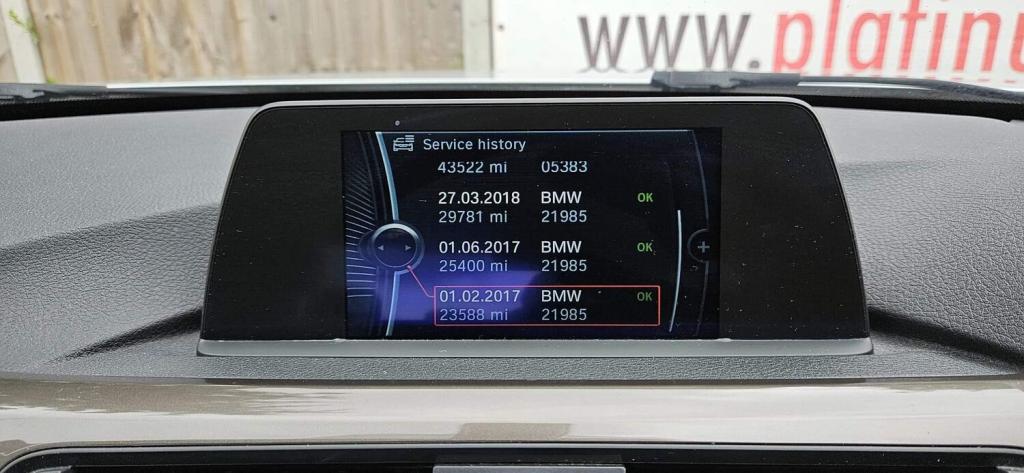 www.platinu
Service history
43522 mi 05383
27.03.2018 BMW OK
29781 mi 21985
01.06.2017 BMW OK
25400 mi 21985
01.02.2017 BMW OK
23588 mi 21985